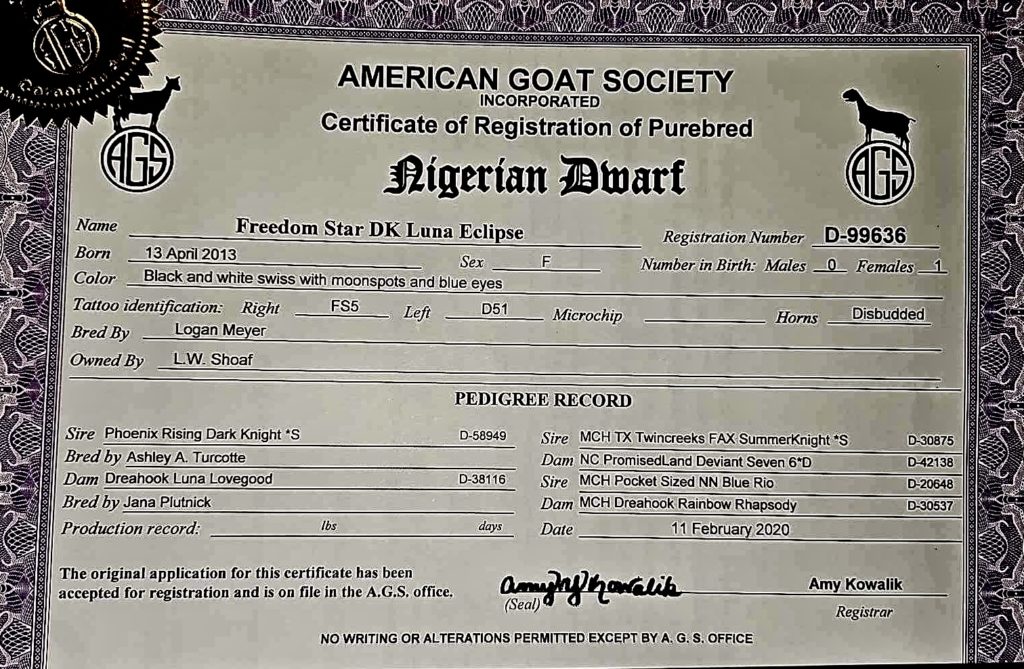 AGS
Corporate Seal
AMERICAN GOAT SOCIETY
INCORPORATED
Certificate of Registration of Purebred
Nigerian Dwarf
AGS
AGS
Name Freedom Star DK Luna Eclipse Registration Number D-99636
Born 13 April 2013 Sex F Number in Birth: Males 0 Females 1
Color Black and white swiss with moonspots and blue eyes
Tattoo identification: Right FS5 Left D51 Microchip Horns Disbudded
Bred By Logan Meyer
Owned By L.W. Shoaf
PEDIGREE RECORD
Sire Phoenix Rising Dark Knight *S D-58949
Bred by Ashley A. Turcotte
Dam Dreahook Luna Lovegood D-38116
Bred by Jana Plutnick
Production record: lbs days
Sire MCH TX Twincreeks FAX SummerKnight *S D-30875
Dam NC PromisedLand Deviant Seven 6*D D-42138
Sire MCH Pocket Sized NN Blue Rio D-20648
Dam MCH Dreahook Rainbow Rhapsody D-30537
Date 11 February 2020
The original application for this certificate has been
accepted for registration and is on file in the A.G.S. office.
Amy M Kowalik
(Seal)
Amy Kowalik
Registrar
NO WRITING OR ALTERATIONS PERMITTED EXCEPT BY A. G. S. OFFICE